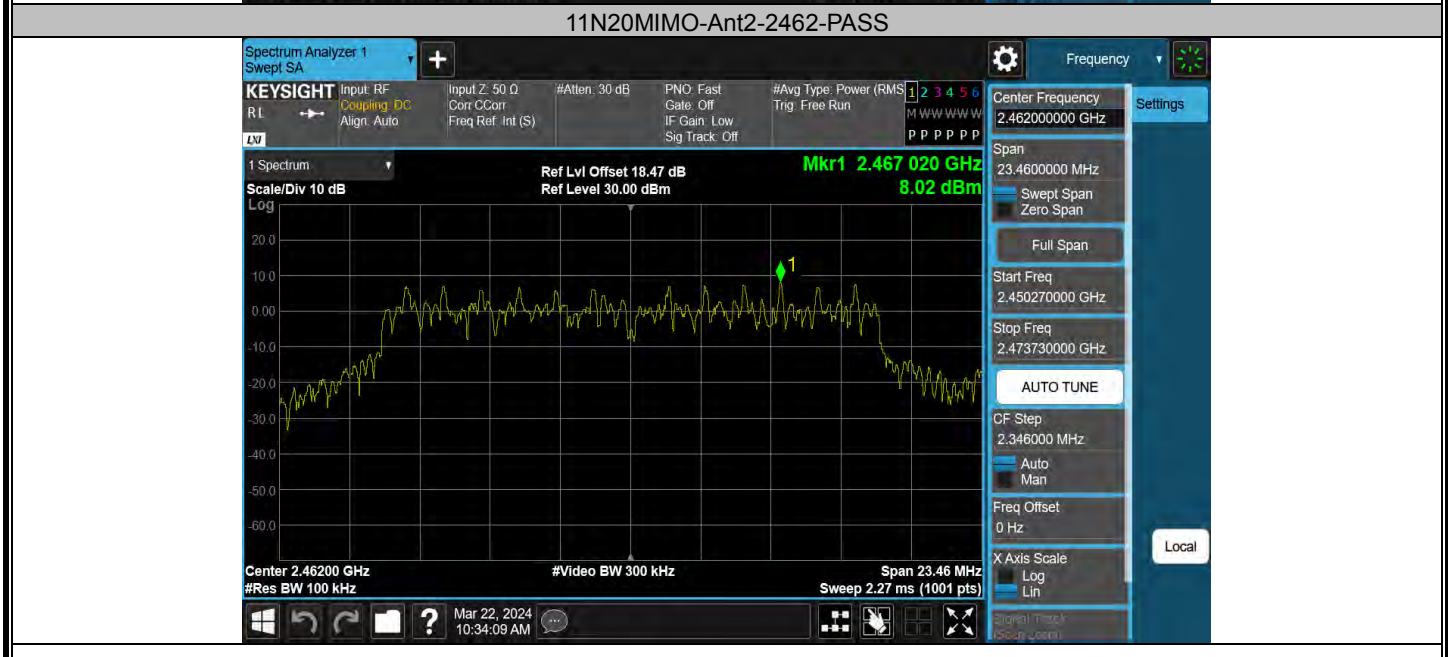 11N20MIMO-Ant2-2462-PASS
Spectrum Analyzer 1
Swept SA
+
Frequency
KEYSIGHT
RL
LXI
Input: RF
Coupling: DC
Align: Auto
Input Z: 50 Ω
Corr CCorr
Freq Ref: Int (S)
#Atten: 30 dB
PNO: Fast
Gate: Off
IF Gain: Low
Sig Track: Off
#Avg Type: Power (RMS
Trig: Free Run
1 2 3 4 5 6
M W W W W W
P P P P P P
1 Spectrum
Scale/Div 10 dB
Log
Ref Lvl Offset 18.47 dB
Ref Level 30.00 dBm
Mkr1 2.467 020 GHz
8.02 dBm
1
20.0
10.0
0.00
-10.0
-20.0
-30.0
-40.0
-50.0
-60.0
Center 2.46200 GHz
#Res BW 100 kHz
#Video BW 300 kHz
Span 23.46 MHz
Sweep 2.27 ms (1001 pts)
Center Frequency
2.462000000 GHz
Settings
Span
23.4600000 MHz
Swept Span
Zero Span
Full Span
Start Freq
2.450270000 GHz
Stop Freq
2.473730000 GHz
AUTO TUNE
CF Step
2.346000 MHz
Auto
Man
Freq Offset
0 Hz
X Axis Scale
Log
Lin
Signal Track
(Span Zoom)
Local
?
Mar 22, 2024
10:34:09 AM